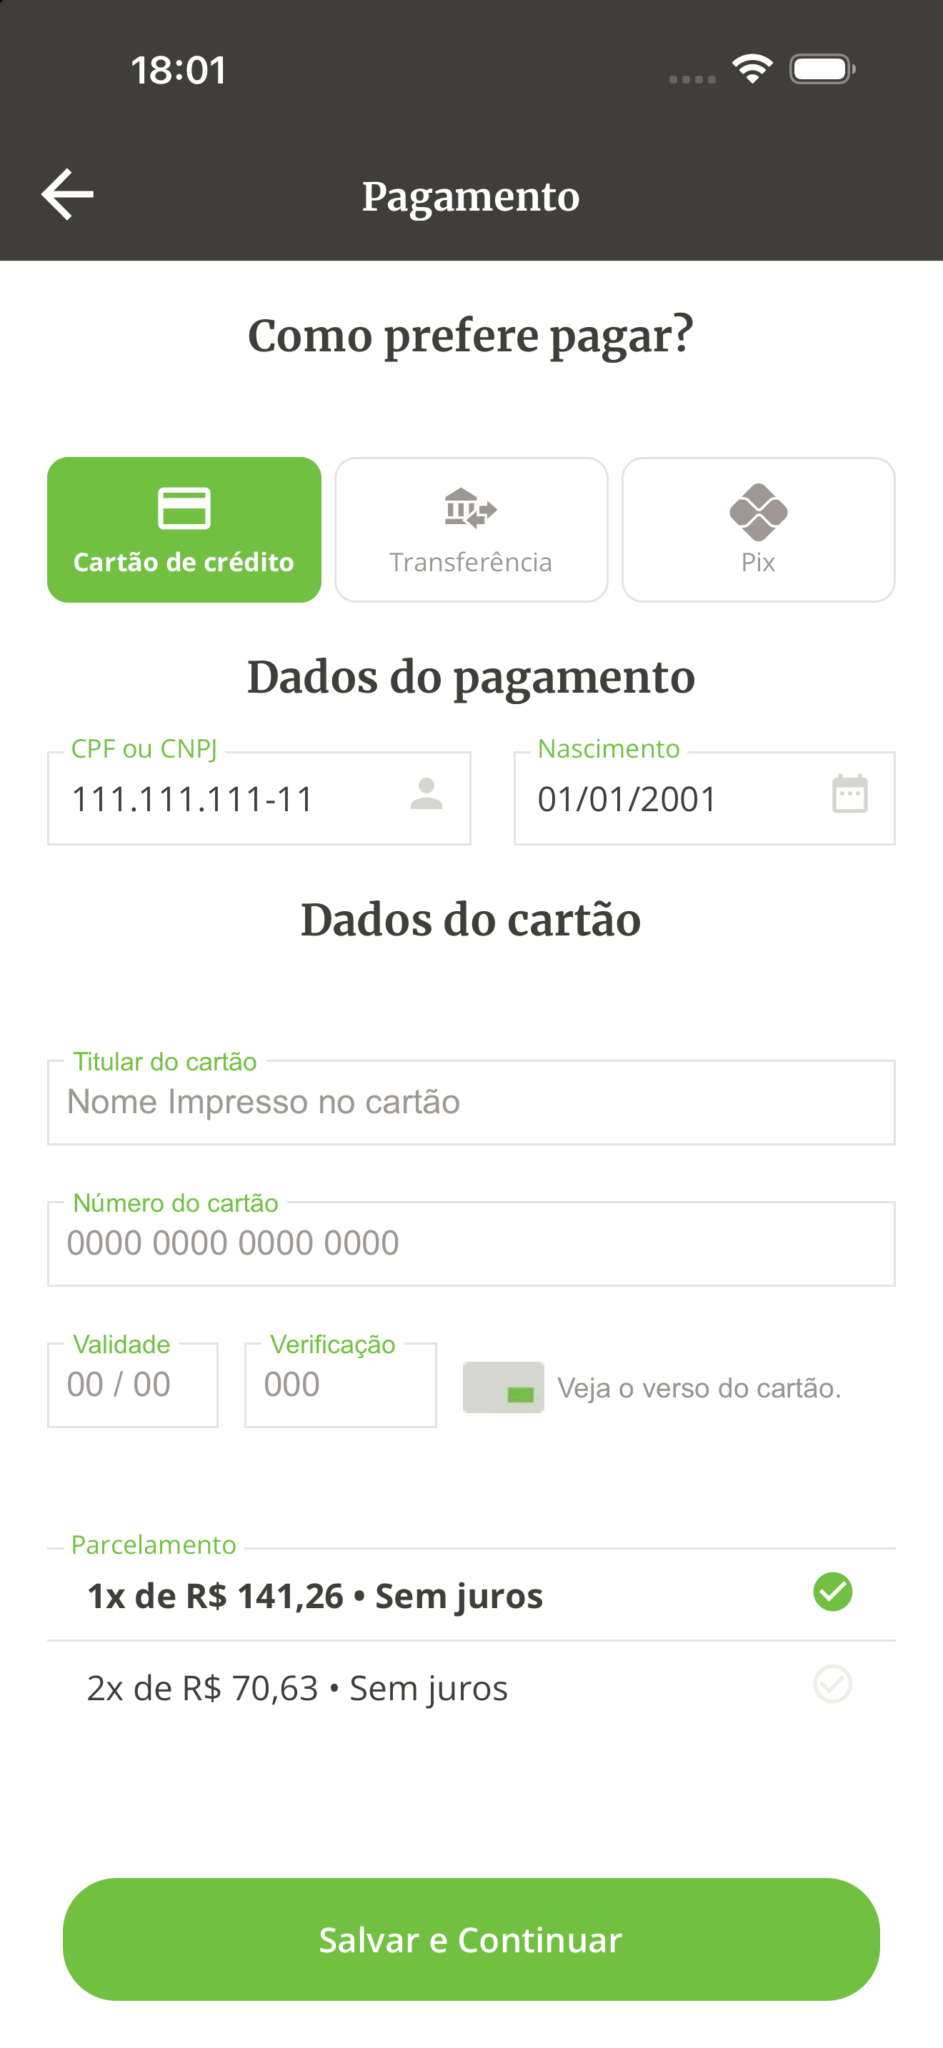 18:01
Pagamento
Como prefere pagar?
Cartão de crédito
Transferência
Pix
Dados do pagamento
CPF ou CNPJ
Nascimento
111.111.111-11
01/01/2001
Dados do cartão
Titular do cartão
Nome Impresso no cartão
Número do cartão
0000 0000 0000 0000
Validade
Verificação
00 / 00
000
Veja o verso do cartão.
Parcelamento
1x de R$ 141,26 • Sem juros
2x de R$ 70,63 • Sem juros
Salvar e Continuar